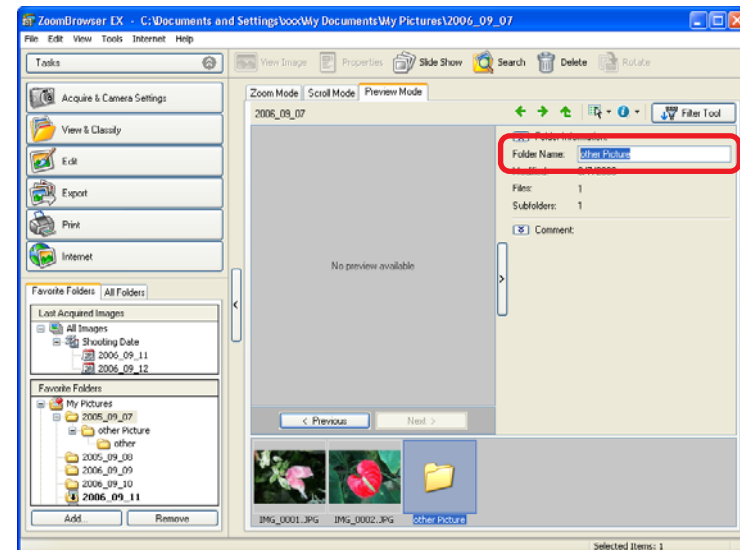 ZoomBrowser EX - C:\Documents and Settings\xxx\My Documents\My Pictures\2006_09_07
File Edit View Tools Internet Help
Tasks
View Image Properties Slide Show Search Delete Rotate
Acquire & Camera Settings
View & Classify
Edit
Export
Print
Internet
Zoom Mode Scroll Mode Preview Mode
2006_09_07
Filter Tool
Folder Information:
Folder Name: other Picture
Files: 1
Subfolders: 1
Comment:
No preview available
< Previous Next >
Favorite Folders All Folders
Last Acquired Images
All Images
Shooting Date
2006_09_11
2006_09_12
Favorite Folders
My Pictures
2005_09_07
other Picture
other
2005_09_08
2006_09_09
2006_09_10
2006_09_11
Add... Remove
IMG_0001.JPG IMG_0002.JPG other Picture
Selected Items: 1